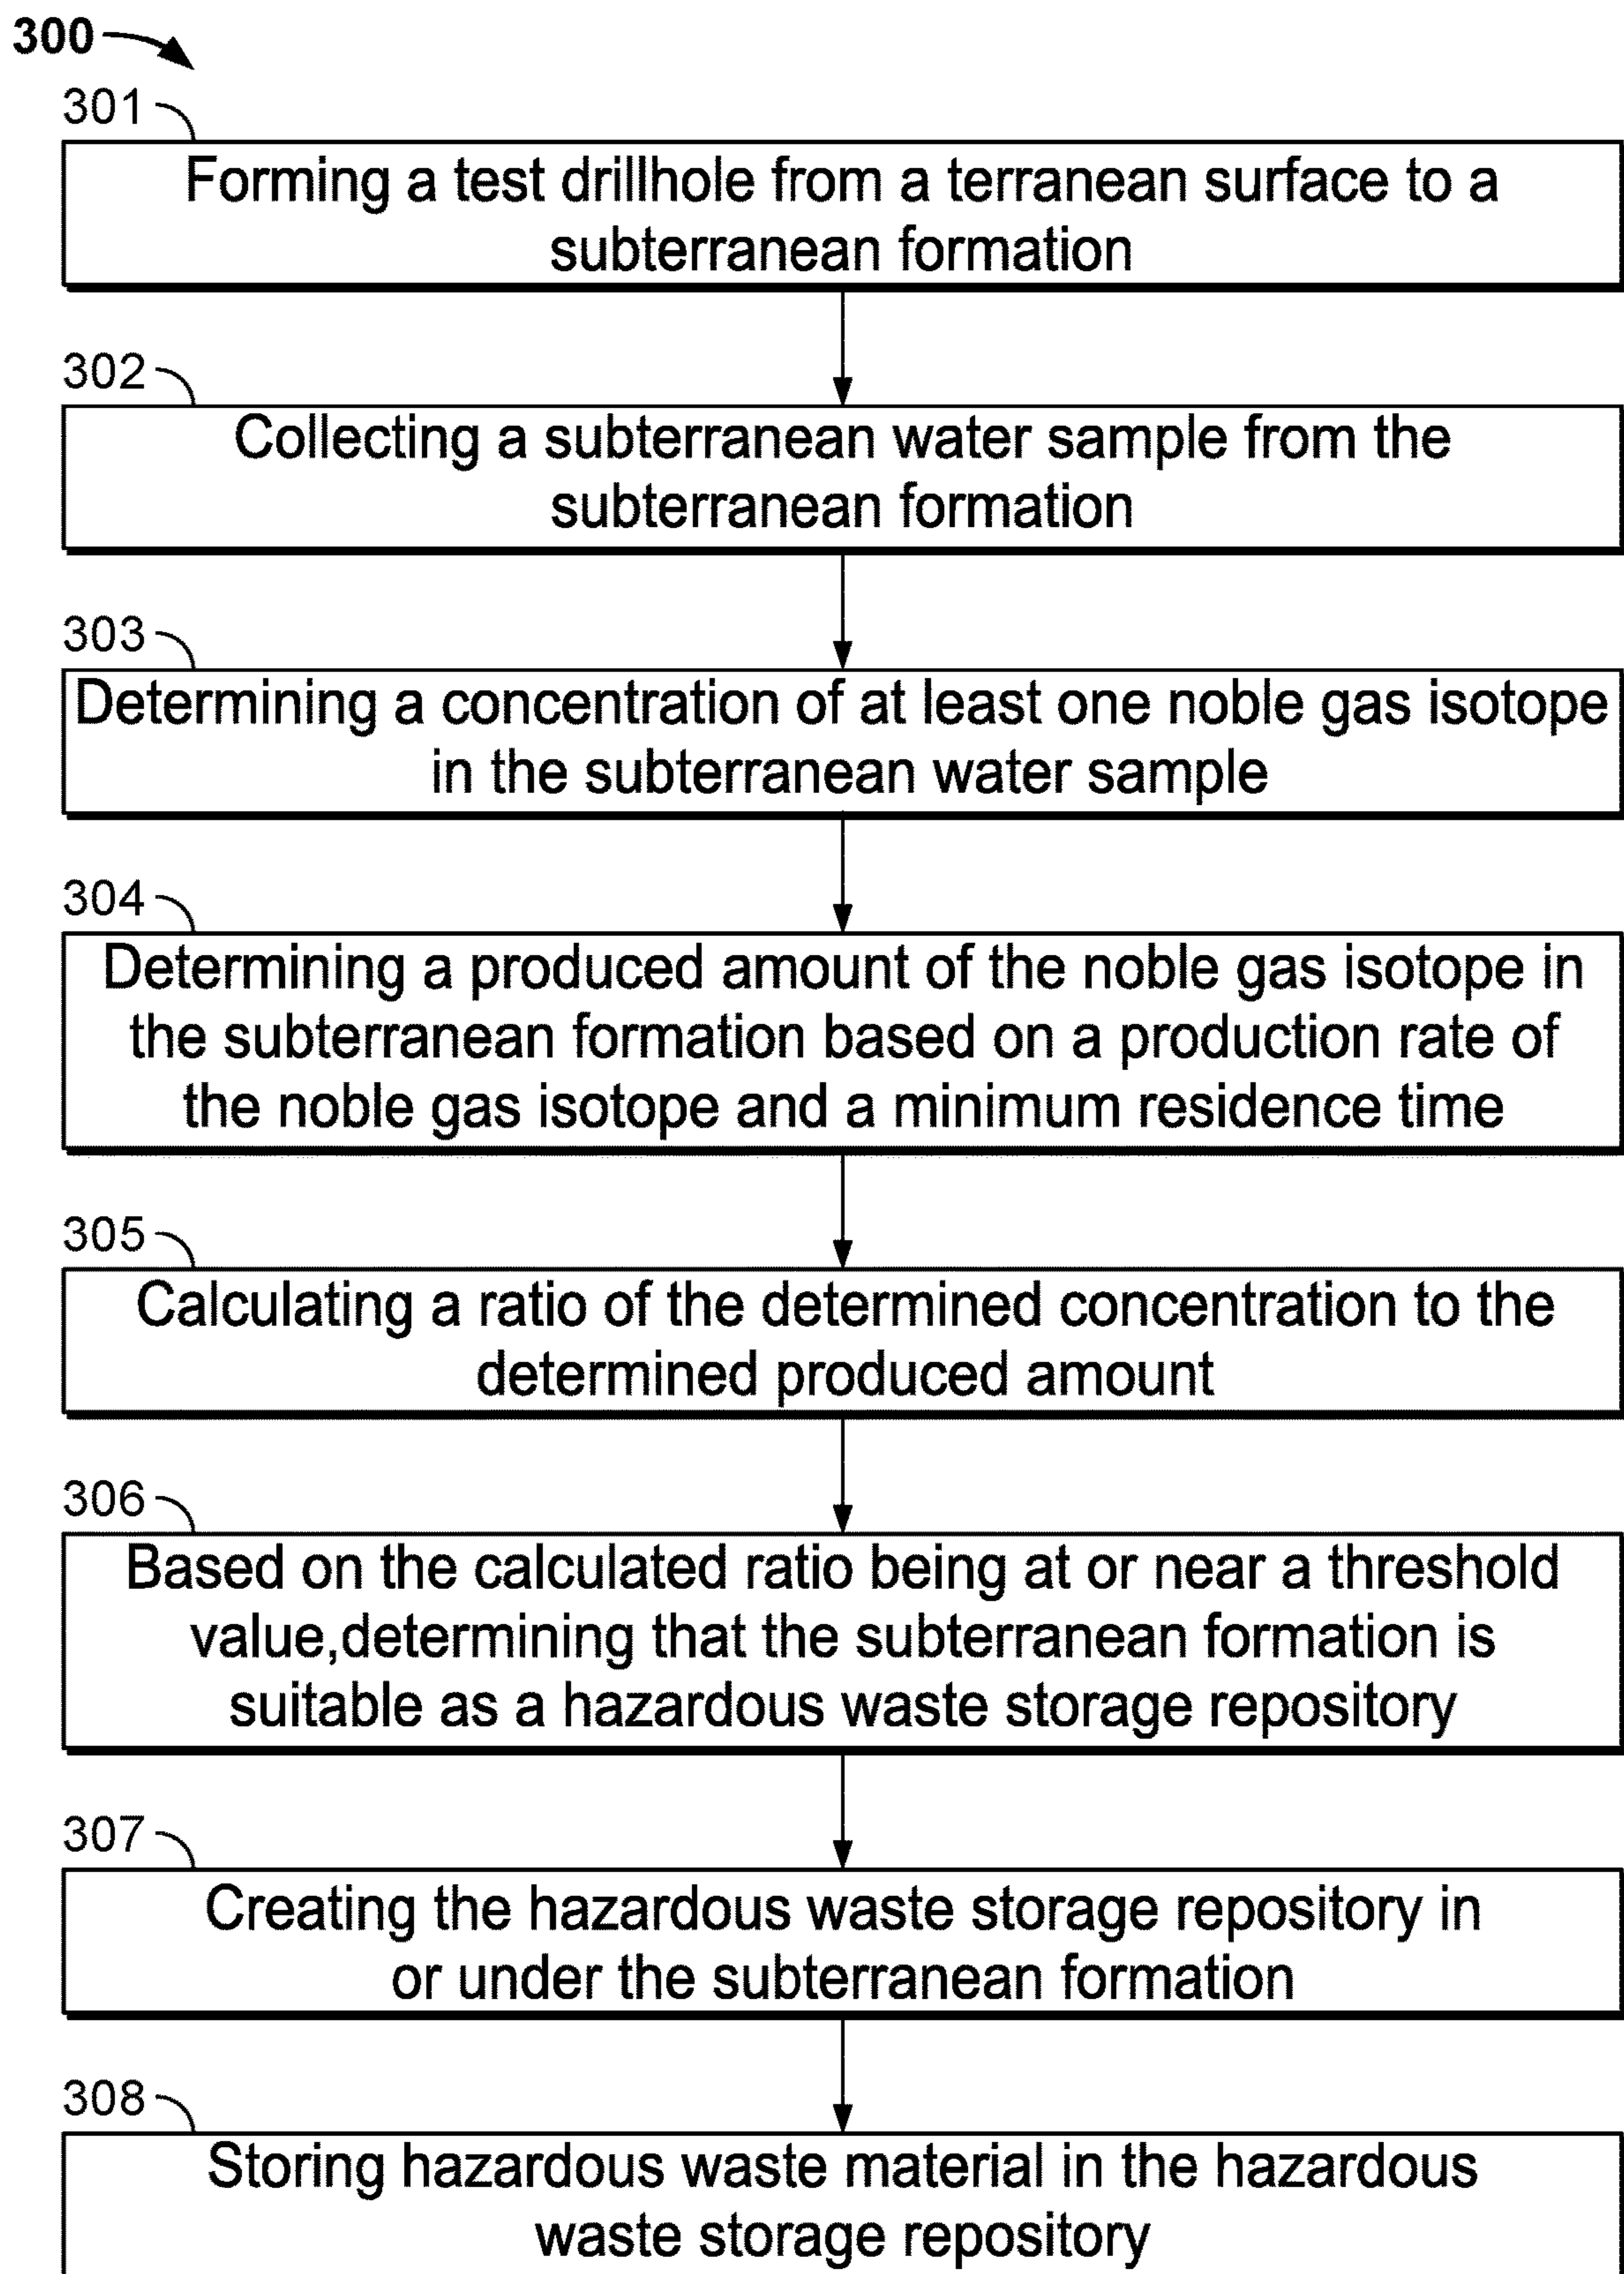 300
301
Forming a test drillhole from a terranean surface to a
subterranean formation
302
Collecting a subterranean water sample from the
subterranean formation
303
Determining a concentration of at least one noble gas isotope
in the subterranean water sample
304
Determining a produced amount of the noble gas isotope in
the subterranean formation based on a production rate of
the noble gas isotope and a minimum residence time
305
Calculating a ratio of the determined concentration to the
determined produced amount
306
Based on the calculated ratio being at or near a threshold
value,determining that the subterranean formation is
suitable as a hazardous waste storage repository
307
Creating the hazardous waste storage repository in
or under the subterranean formation
308
Storing hazardous waste material in the hazardous
waste storage repository